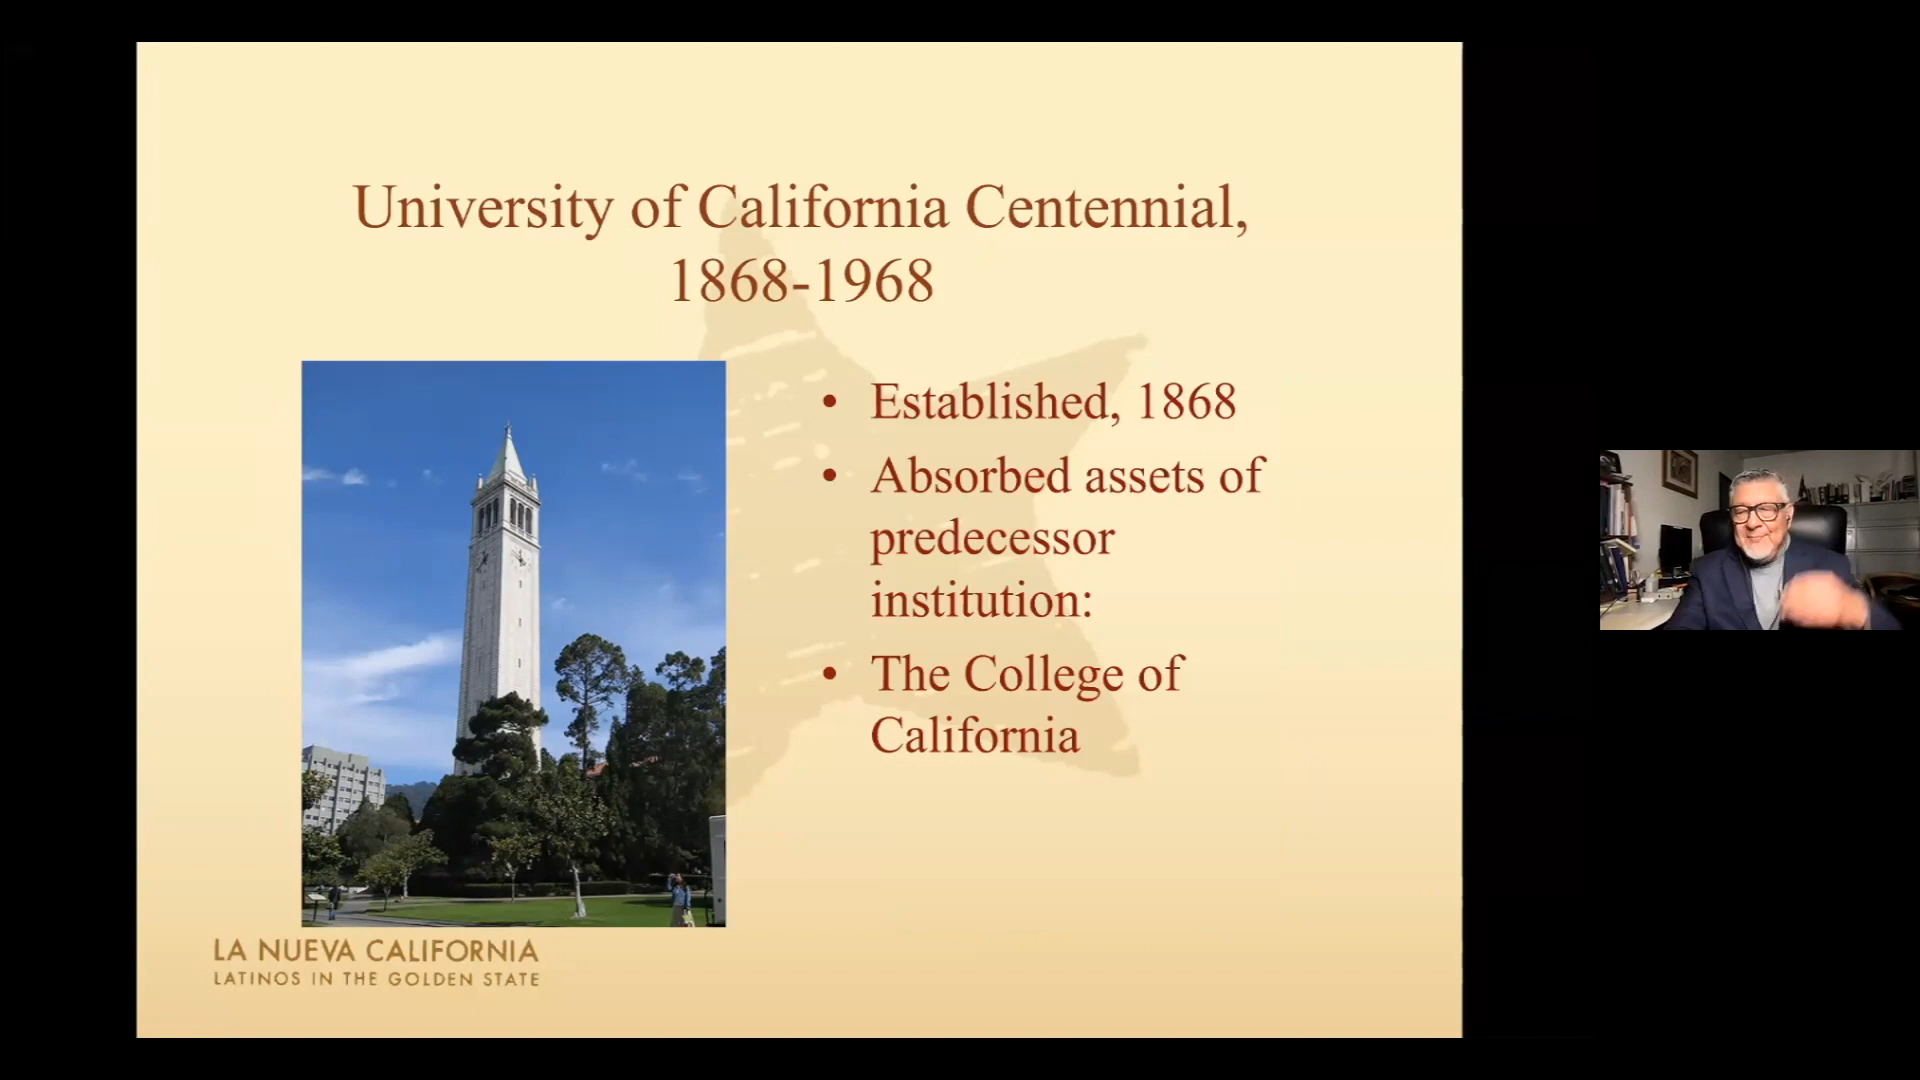 University of California Centennial,
1868-1968
• Established, 1868
• Absorbed assets of
predecessor
institution:
• The College of
California
LA NUEVA CALIFORNIA
LATINOS IN THE GOLDEN STATE